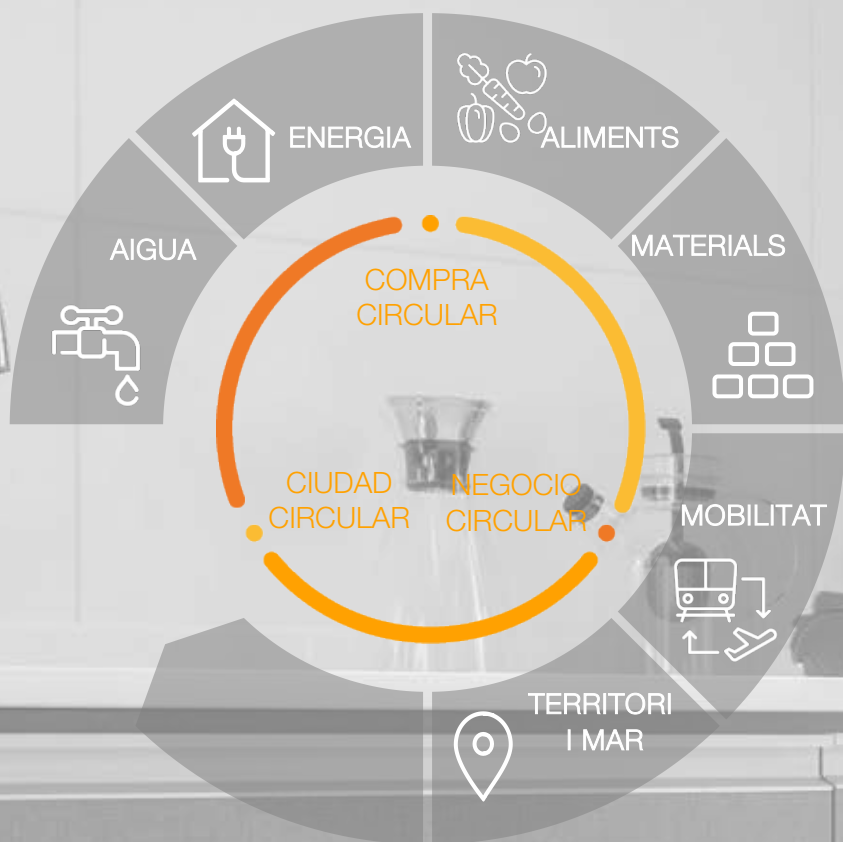 ENERGIA
ALIMENTS
AIGUA
MATERIALS
COMPRA
CIRCULAR
CIUDAD
CIRCULAR
NEGOCIO
CIRCULAR
MOBILITAT
TERRITORI
I MAR